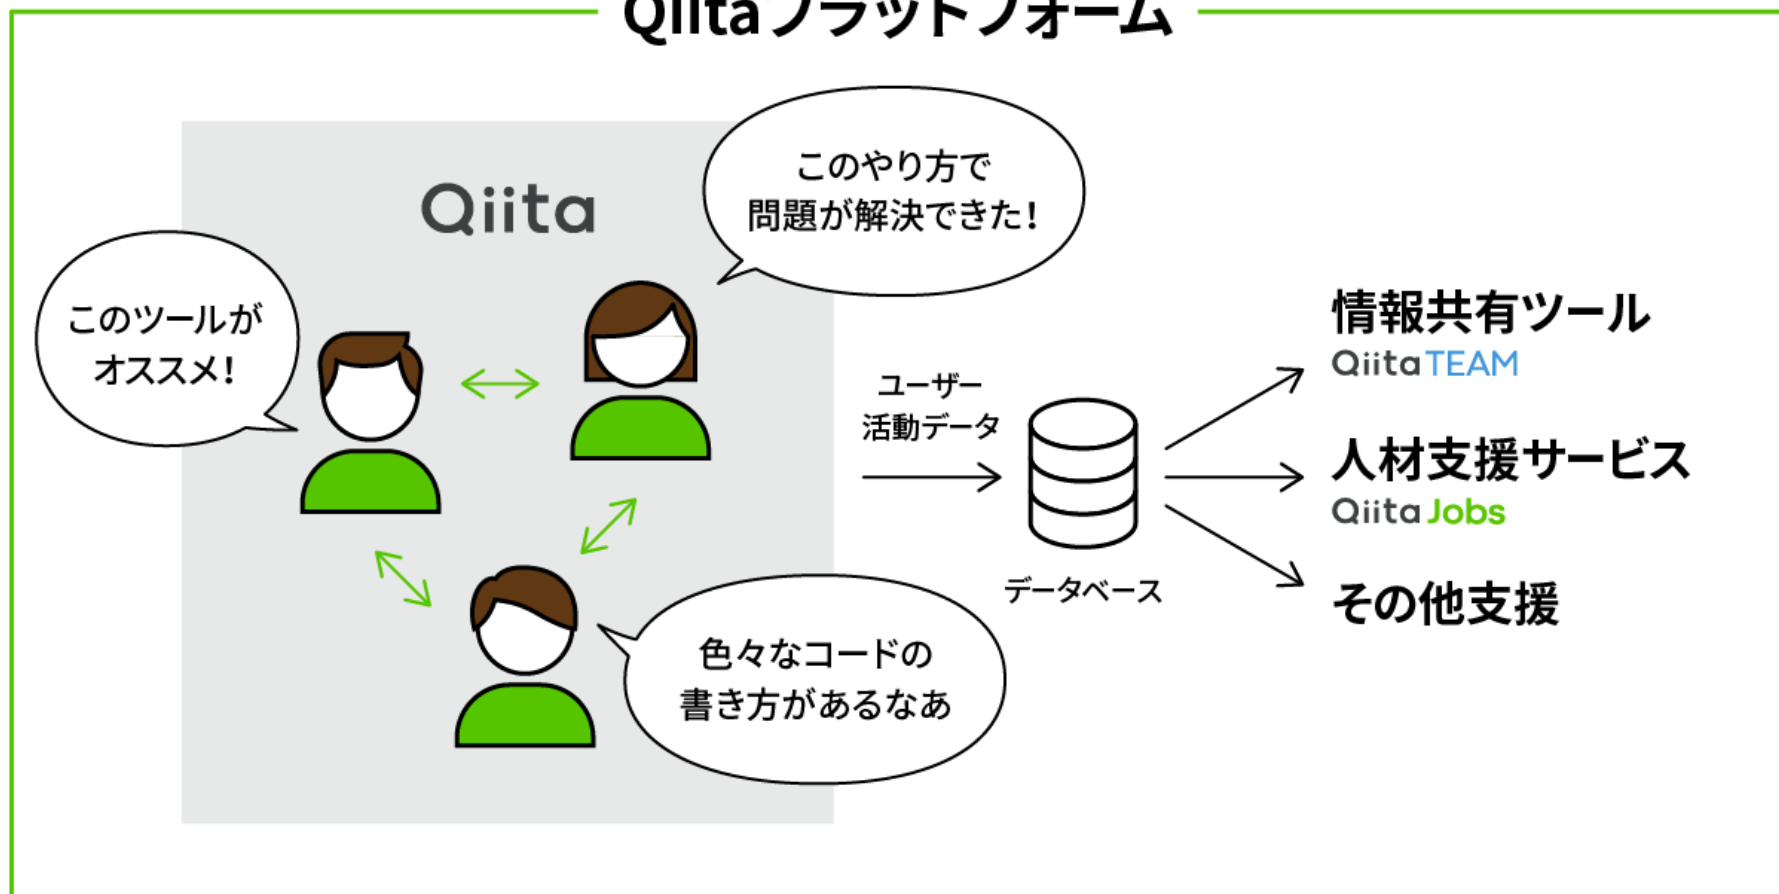 Qiitaプラットフォーム
Qiita
このやり方で
問題が解決できた！
このツールが
オススメ！
色々なコードの
書き方があるなあ
ユーザー
活動データ
データベース
情報共有ツール
Qiita TEAM
人材支援サービス
Qiita Jobs
その他支援